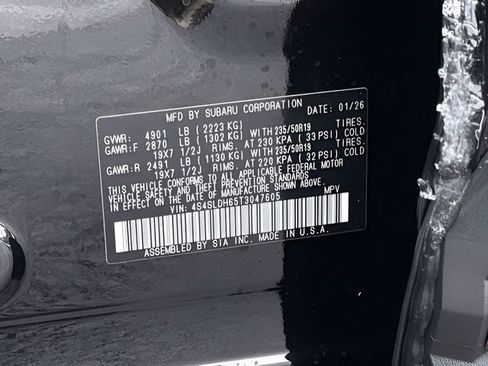 MFD BY SUBARU CORPORATION DATE: 01/26
GVWR: 4901 LB ( 2223 KG)
GAWR:F 2870 LB ( 1302 KG) WITH 235/50R19 TIRES.
19X7 1/2J RIMS. AT 230 KPA ( 33 PSI) COLD
GAWR:R 2491 LB ( 1130 KG) WITH 235/50R19 TIRES.
19X7 1/2J RIMS. AT 220 KPA ( 32 PSI) COLD
THIS VEHICLE CONFORMS TO ALL APPLICABLE FEDERAL MOTOR
VEHICLE SAFETY
IN EFFECT ON THE DATE OF MANUFACTURE SHOWN ABOVE.
VIN: 4S4SLDH65T3047605 MPV
ASSEMBLED BY SIA INC. MADE IN U.S.A.